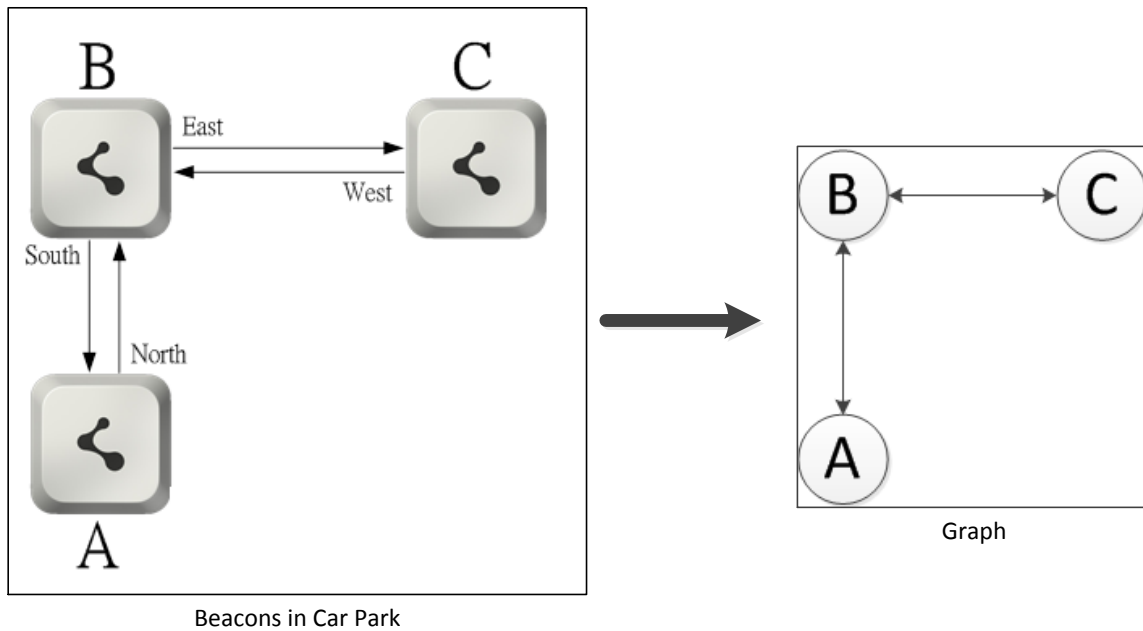 B
C
East
West
South
North
A
Beacons in Car Park
B
C
A
Graph